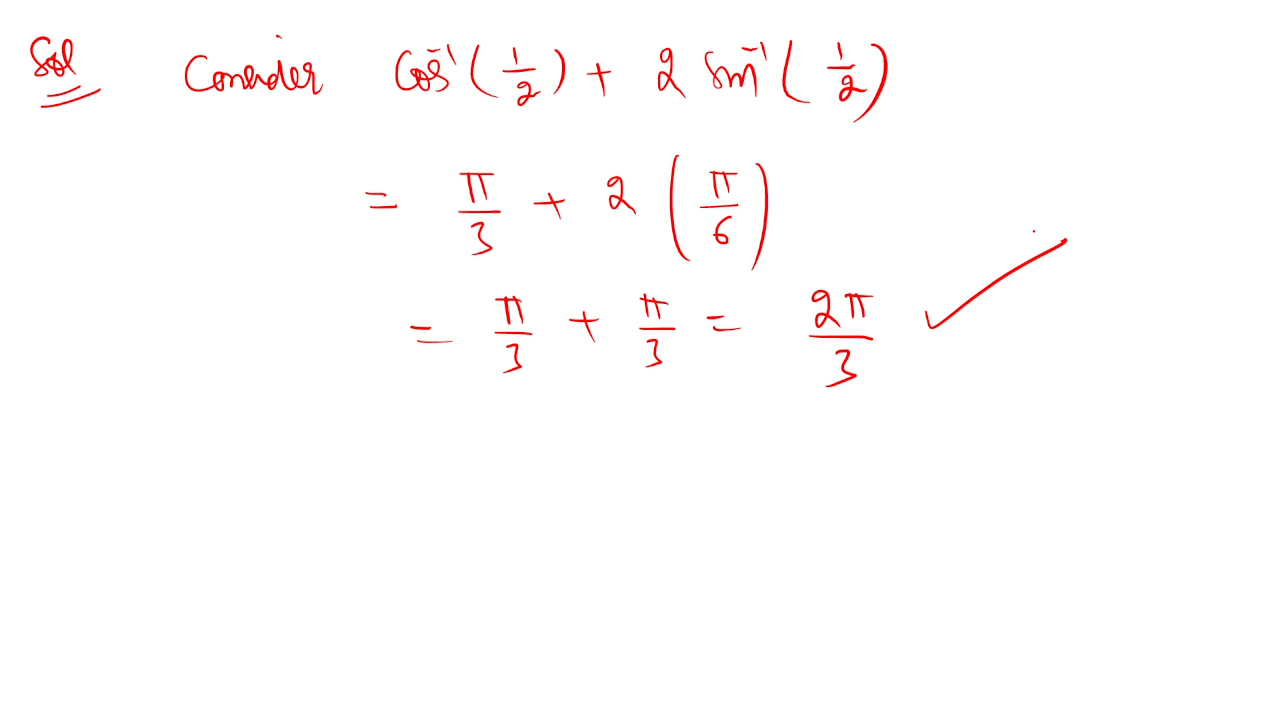 Sol Consider cos⁻¹(1/2) + 2 sin⁻¹(1/2)
= π/3 + 2 (π/6)
= π/3 + π/3 = 2π/3 ✓